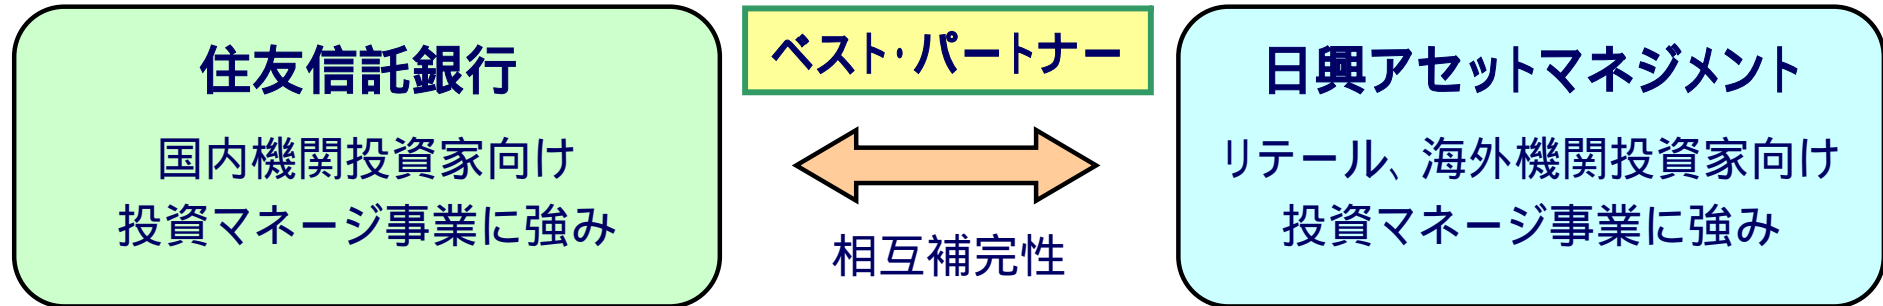 住友信託銀行
国内機関投資家向け
投資マネージ事業に強み
ベスト・パートナー
相互補完性
日興アセットマネジメント
リテール、海外機関投資家向け
投資マネージ事業に強み